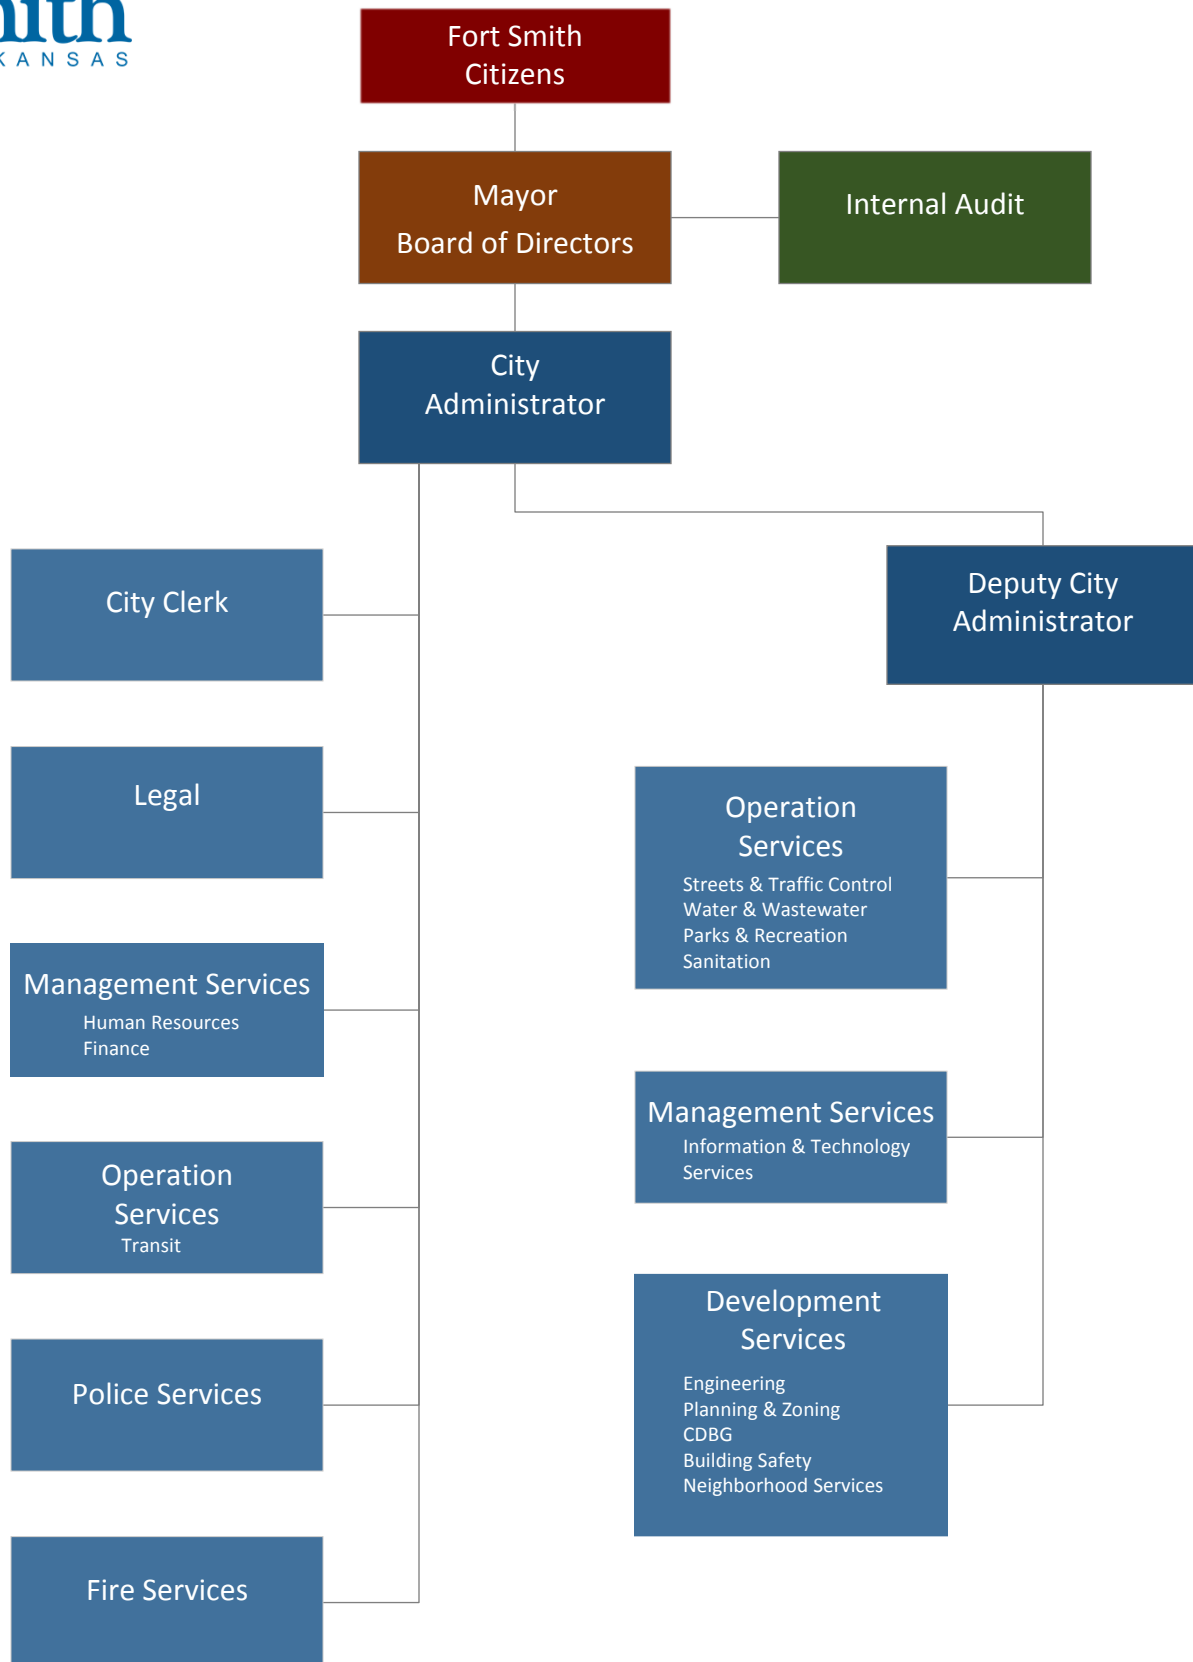 KANSAS
Fort Smith
Citizens
Mayor
Board of Directors
Internal Audit
City
Administrator
City Clerk
Deputy City
Administrator
Legal
Operation
Services
Streets & Traffic Control
Water & Wastewater
Parks & Recreation
Sanitation
Management Services
Human Resources
Finance
Management Services
Information & Technology
Services
Operation
Services
Transit
Development
Services
Engineering
Planning & Zoning
CDBG
Building Safety
Neighborhood Services
Police Services
Fire Services